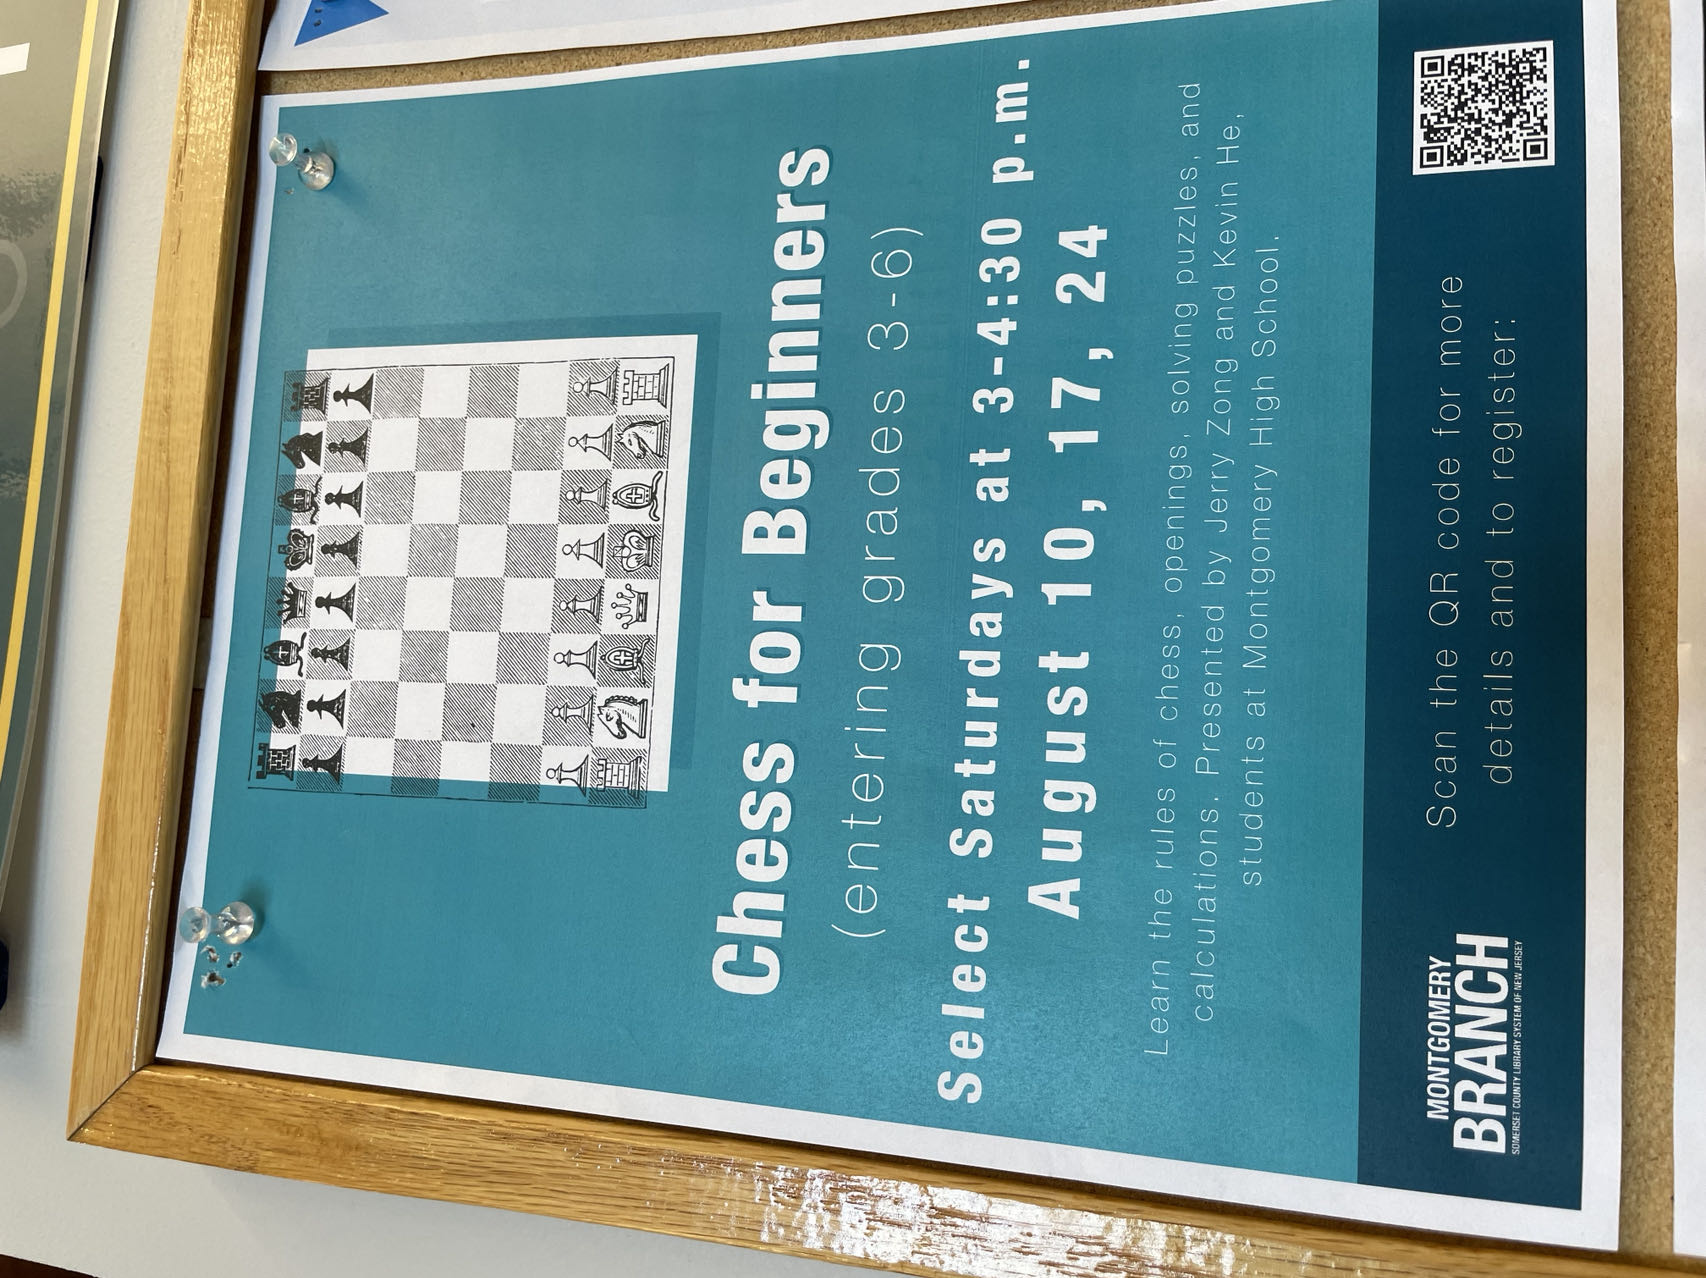 Chess for Beginners
(entering grades 3-6)
Select Saturdays at 3-4:30 p.m.
August 10, 17, 24
Learn the rules of chess, openings, solving puzzles, and
calculations. Presented by Jerry Zong and Kevin He,
students at Montgomery High School.
MONTGOMERY
BRANCH
SOMERSET COUNTY LIBRARY SYSTEM OF NEW JERSEY
Scan the QR code for more
details and to register: